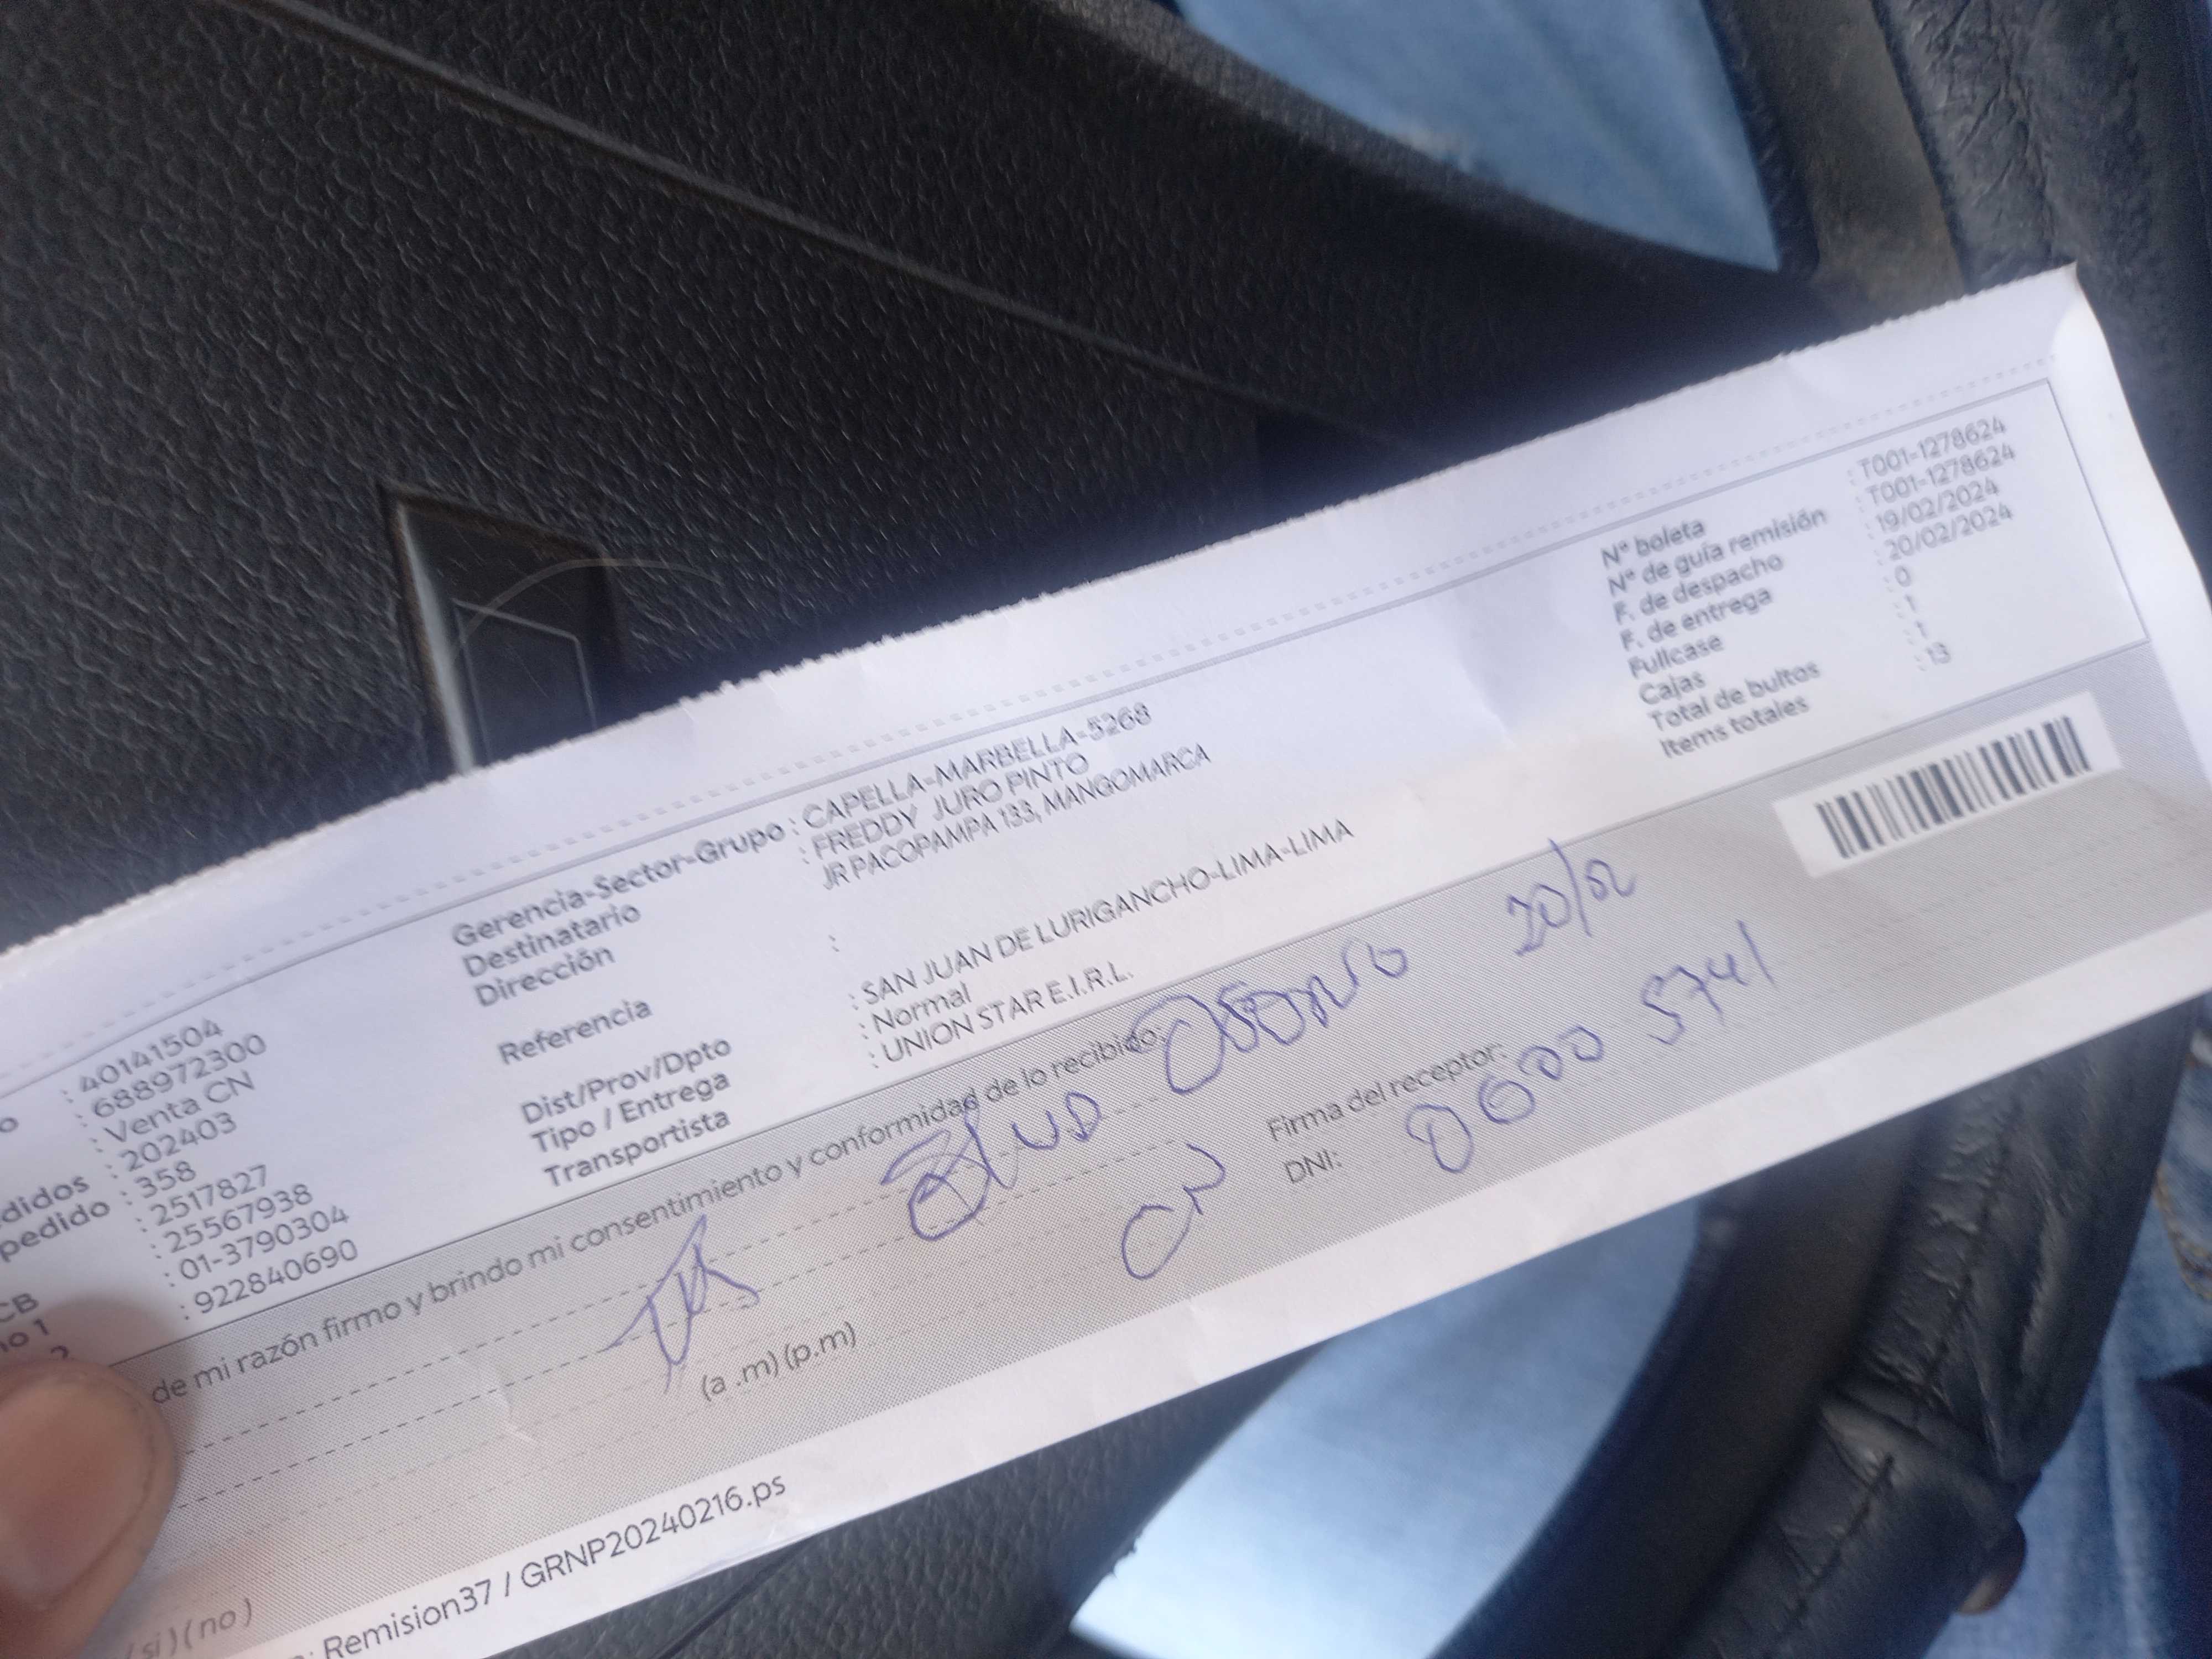 : 40141504
: 688972300
: Venta CN
didos : 202403
pedido : 358
: 2517827
: 25567938
: 01-3790304
: 922840690
Gerencia-Sector-Grupo : CAPELLA-MARBELLA-5268
Destinatario : FREDDY JURO PINTO
Dirección JR PACOPAMPA 133, MANGOMARCA
Referencia :
Dist/Prov/Dpto : SAN JUAN DE LURIGANCHO-LIMA-LIMA
Tipo / Entrega : Normal
Transportista : UNION STAR E.I.R.L.
N° boleta : T001-1278624
N° de guía remisión : T001-1278624
F. de despacho : 19/02/2024
F. de entrega : 20/02/2024
Fullcase : 0
Cajas : 1
Total de bultos : 1
Items totales : 13
de mi razón firmo y brindo mi consentimiento y conformidad de lo recibido:
20/02
Firma del receptor:
DNI: 0600 5741
(a .m) (p.m)
(si) (no)
: Remision37 / GRNP20240216.ps